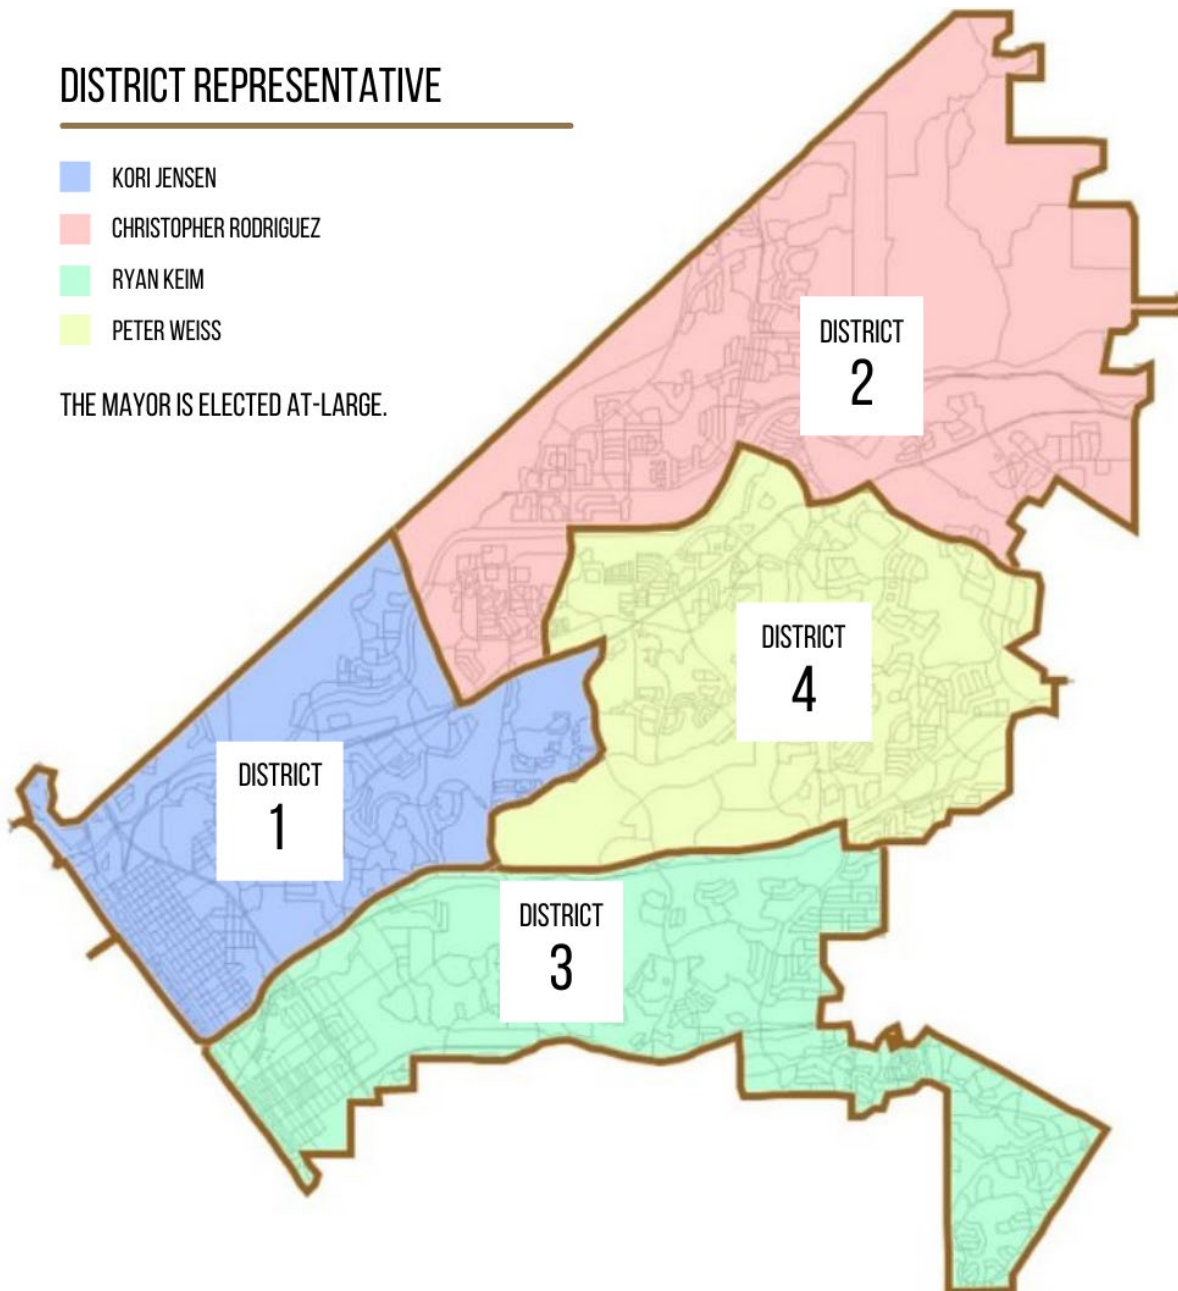 DISTRICT REPRESENTATIVE
KORI JENSEN
CHRISTOPHER RODRIGUEZ
RYAN KEIM
PETER WEISS
THE MAYOR IS ELECTED AT-LARGE.
DISTRICT
2
DISTRICT
4
DISTRICT
1
DISTRICT
3